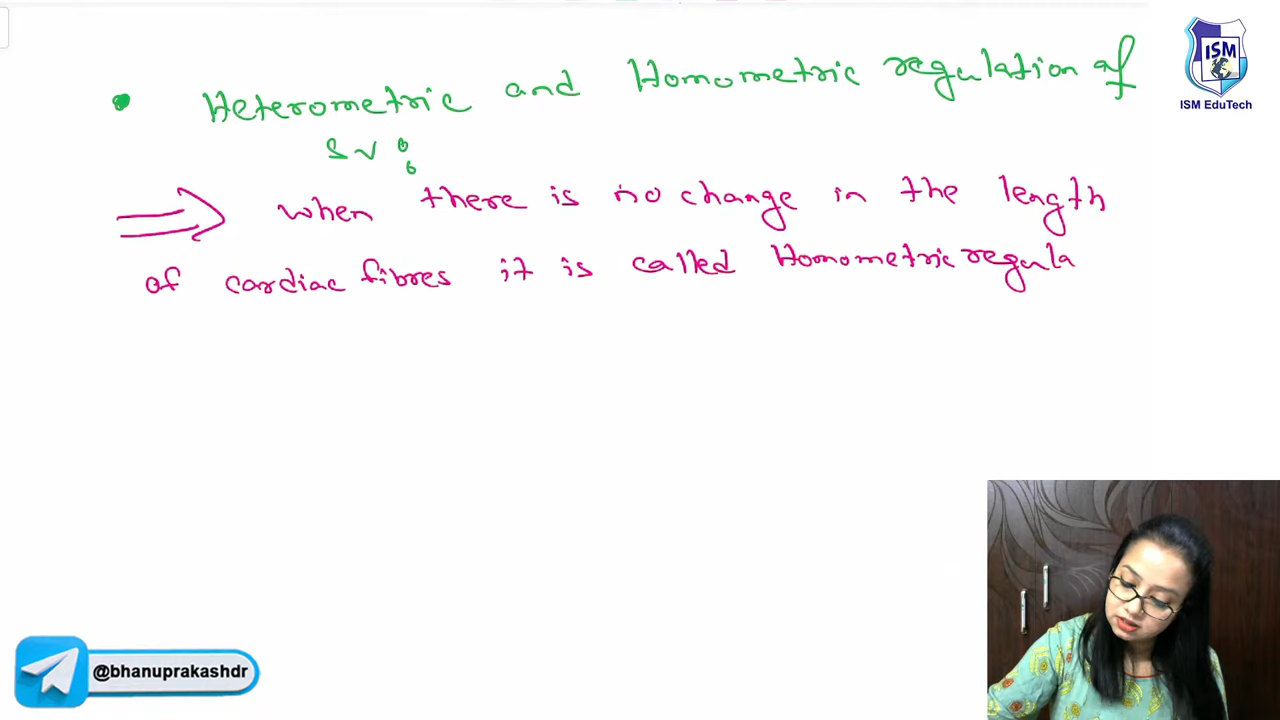 • Heterometric and Homometric regulation of
SV :
⇒ When there is no change in the length
of cardiac fibres it is called Homometric regula
ISM
ISM EduTech
@bhanuprakashdr